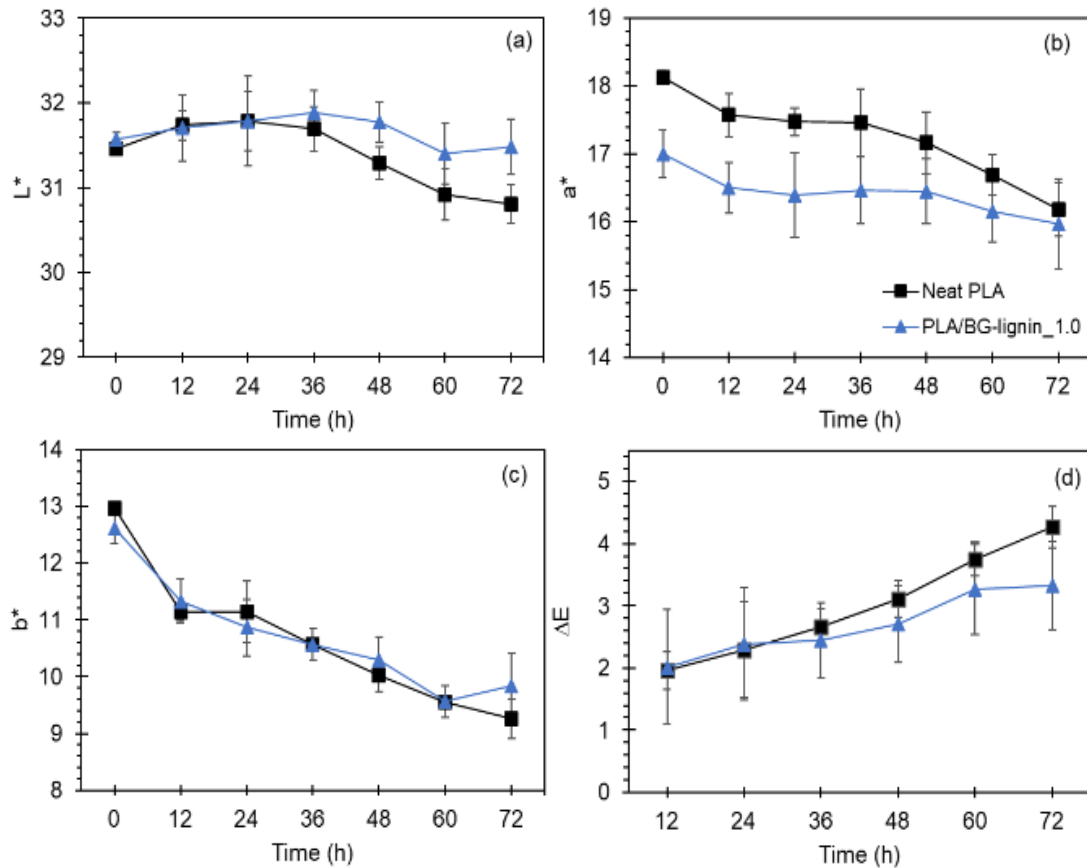 33
32
31
30
29
L*
(a)
0 12 24 36 48 60 72
Time (h)
19
18
17
16
15
14
a*
(b)
Neat PLA
PLA/BG-lignin_1.0
0 12 24 36 48 60 72
Time (h)
14
13
12
11
10
9
8
b*
(c)
0 12 24 36 48 60 72
Time (h)
5
4
3
2
1
0
ΔE
(d)
12 24 36 48 60 72
Time (h)